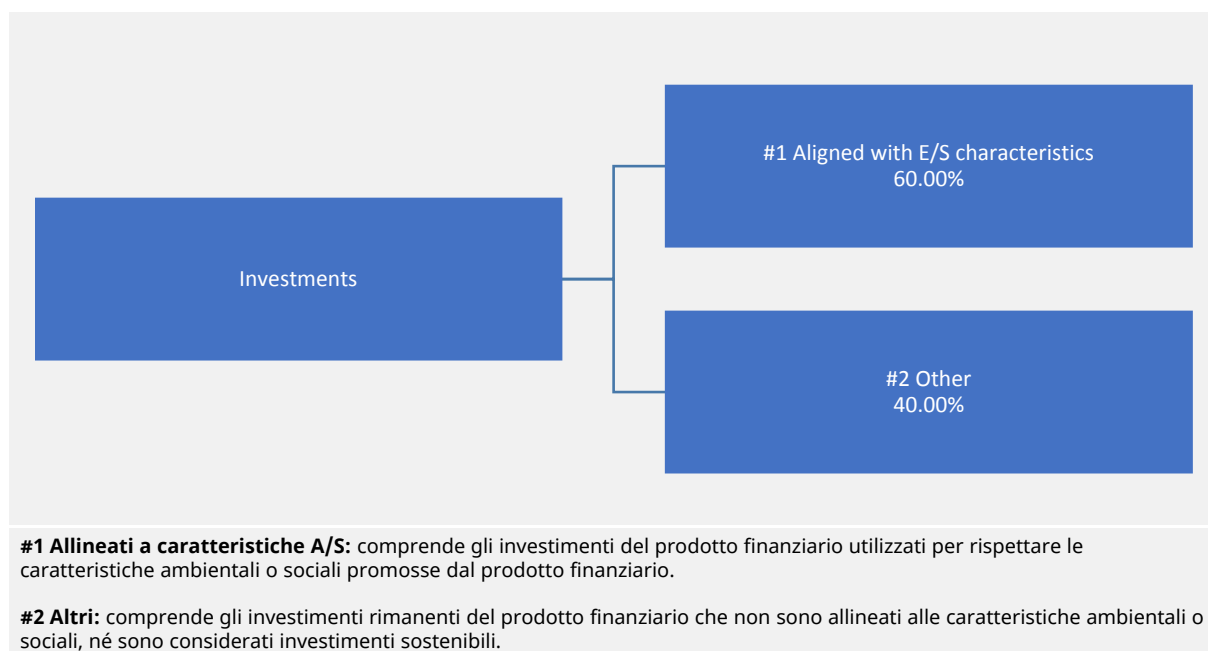 #1 Aligned with E/S characteristics
60.00%
Investments
#2 Other
40.00%
#1 Allineati a caratteristiche A/S: comprende gli investimenti del prodotto finanziario utilizzati per rispettare le
caratteristiche ambientali o sociali promosse dal prodotto finanziario.
#2 Altri: comprende gli investimenti rimanenti del prodotto finanziario che non sono allineati alle caratteristiche ambientali o
sociali, né sono considerati investimenti sostenibili.